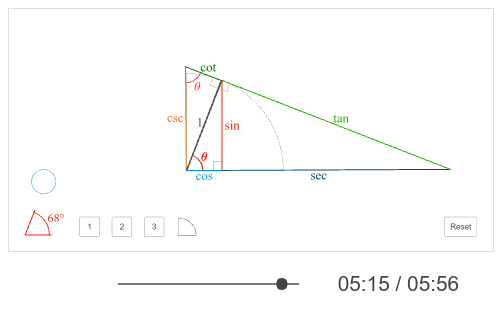 cot
θ
csc
1
sin
tan
θ
cos
sec
68°
1
2
3
Reset
05:15 / 05:56